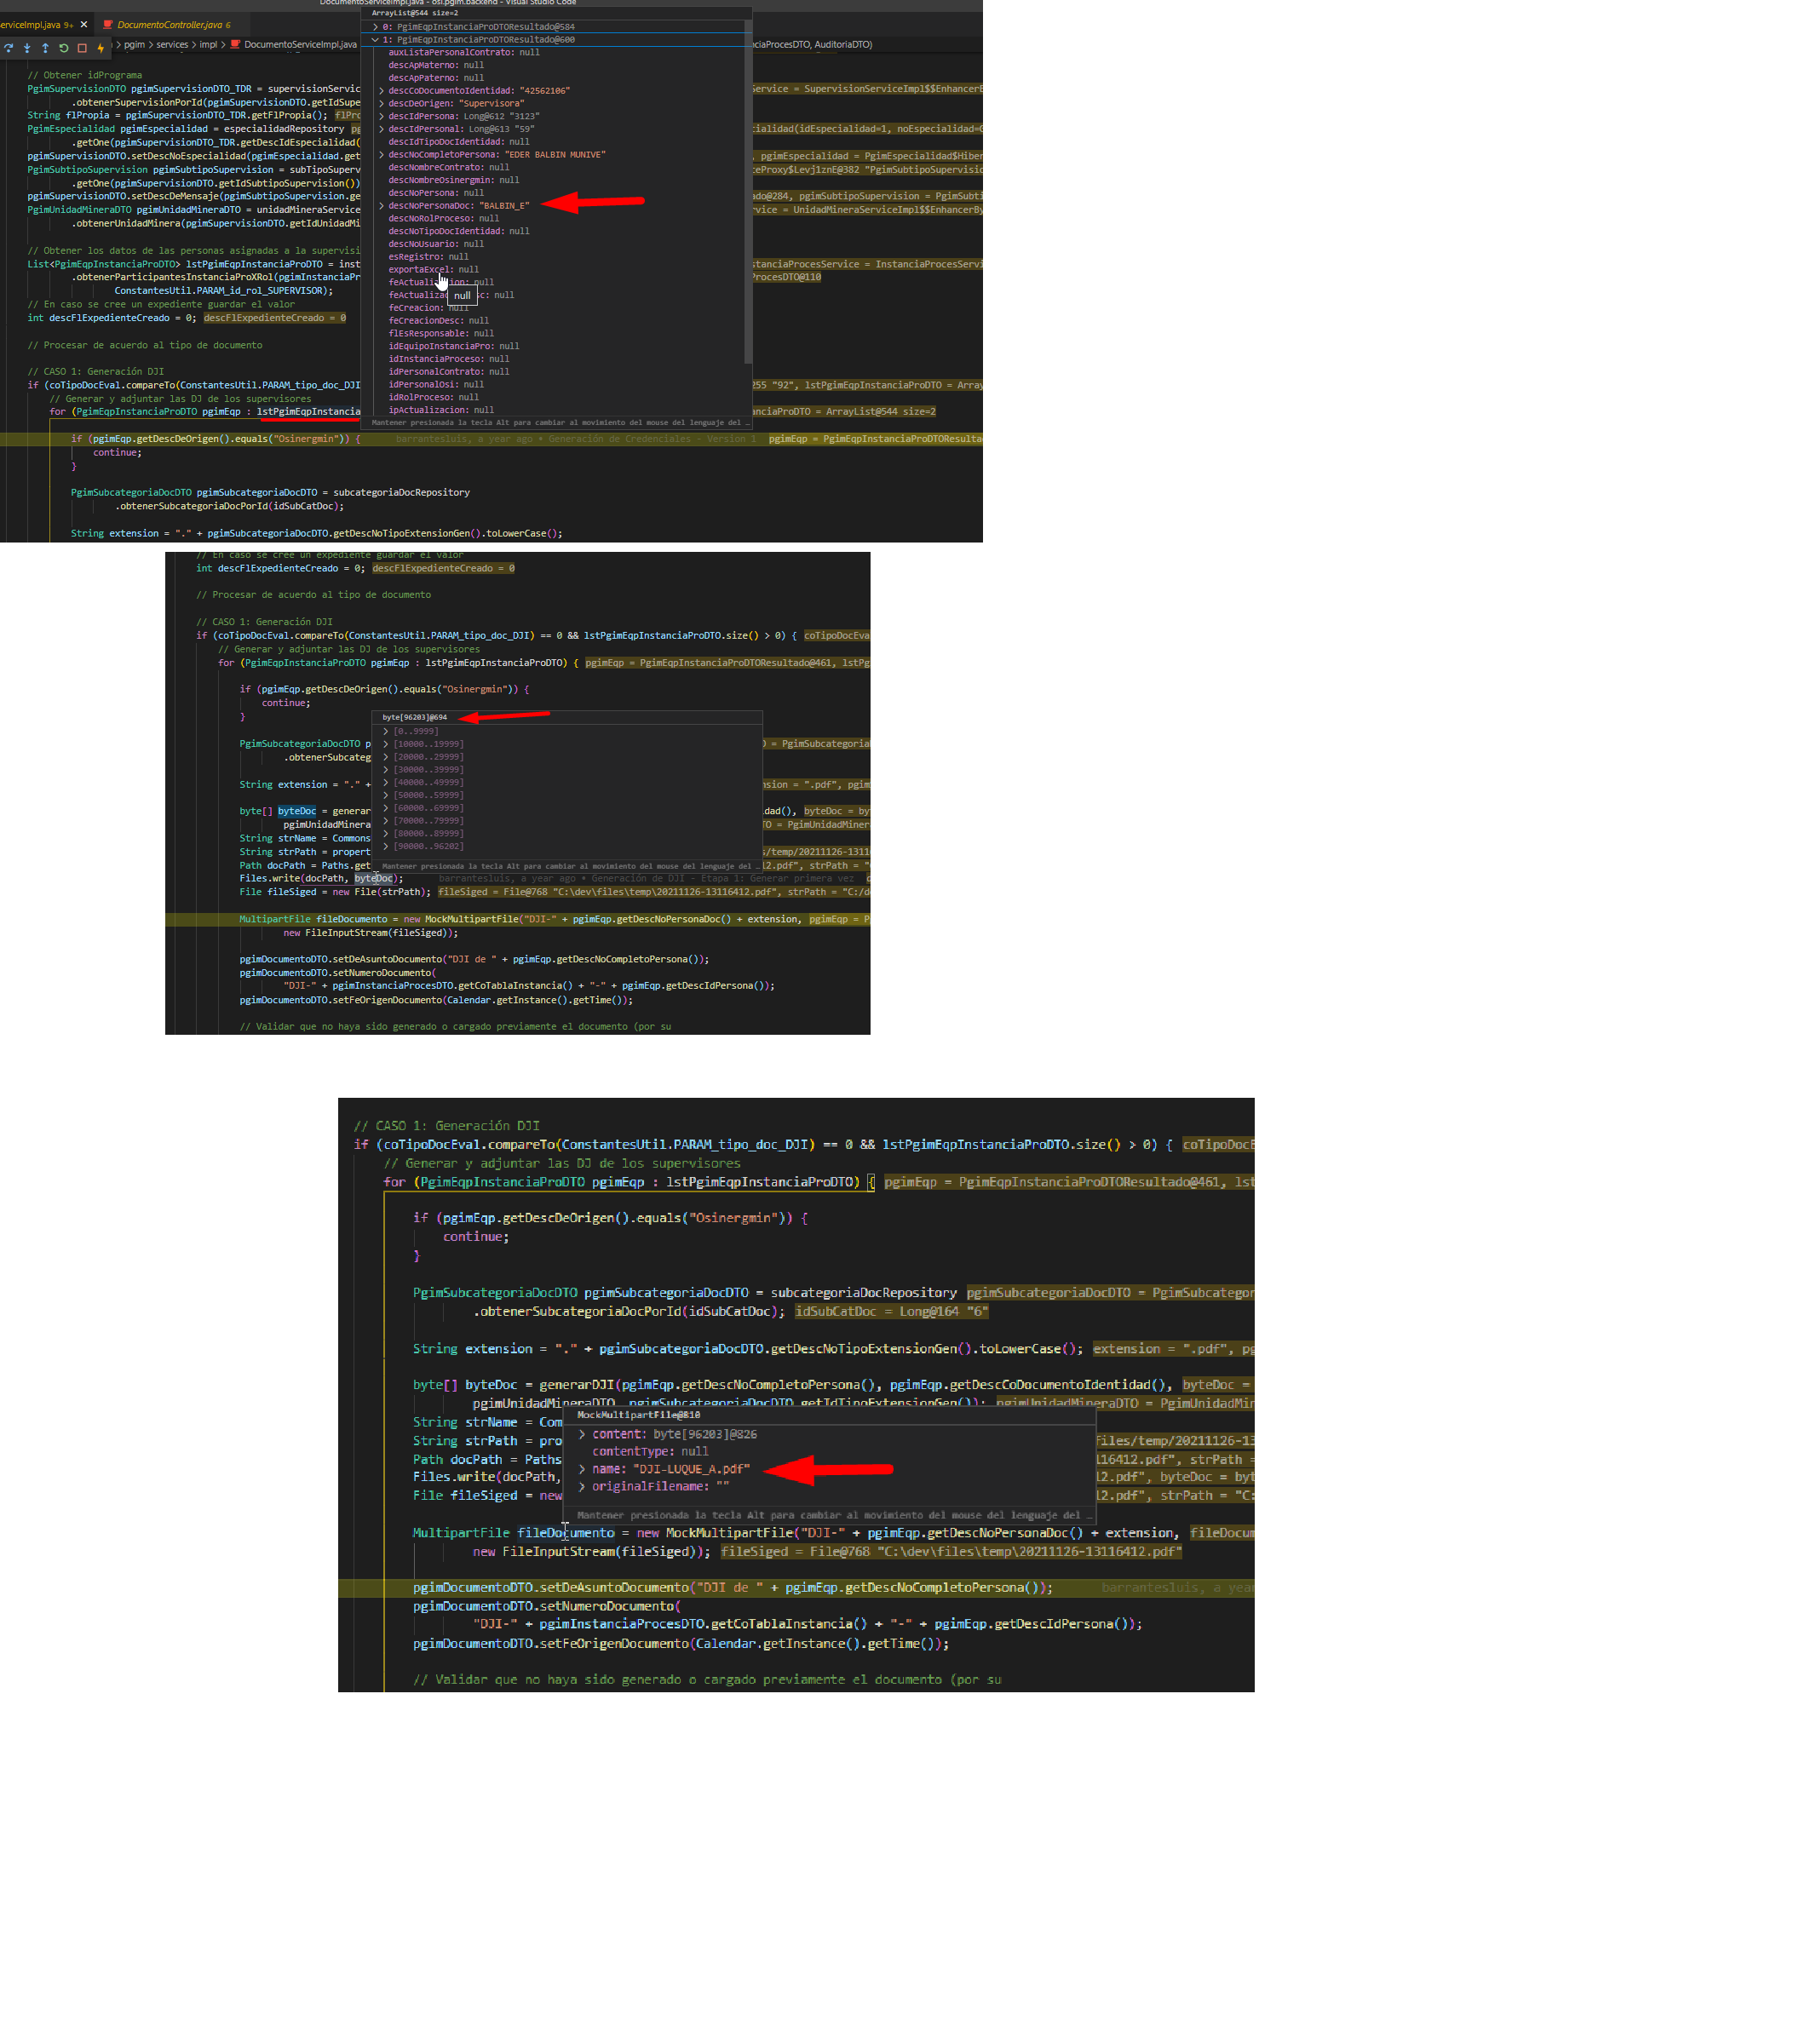 DocumentoServiceImpl.java - osi.pgim.backend - Visual Studio Code
erviceImpl.java 9+ DocumentoController.java 6
pgim > services > impl > DocumentoServiceImpl.java
ciaProcesDTO, AuditoriaDTO)
ArrayList@544 size=2
0: PgimEqpInstanciaProDTOResultado@584
1: PgimEqpInstanciaProDTOResultado@600
auxListaPersonalContrato: null
descApMaterno: null
descApPaterno: null
descCoDocumentoIdentidad: "42562106"
descDeOrigen: "Supervisora"
descIdPersona: Long@612 "3123"
descIdPersonal: Long@613 "59"
descIdTipoDocIdentidad: null
descNoCompletoPersona: "EDER BALBIN MUNIVE"
descNombreContrato: null
descNombreOsinergmin: null
descNoPersona: null
descNoPersonaDoc: "BALBIN_E"
descNoRolProceso: null
descNoTipoDocIdentidad: null
descNoUsuario: null
esRegistro: null
exportaExcel: null
feActuali ion: null
feActualizac c: null
null
feCreacion: null
feCreacionDesc: null
flEsResponsable: null
idEquipoInstanciaPro: null
idInstanciaProceso: null
idPersonalContrato: null
idPersonalOsi: null
idRolProceso: null
ipActualizacion: null
Mantener presionada la tecla Alt para cambiar al movimiento del mouse del lenguaje del …
// Obtener idPrograma
PgimSupervisionDTO pgimSupervisionDTO_TDR = supervisionServic
ervice = SupervisionServiceImpl$$EnhancerB
.obtenerSupervisionPorId(pgimSupervisionDTO.getIdSupe
String flPropia = pgimSupervisionDTO_TDR.getFlPropia(); flPro
PgimEspecialidad pgimEspecialidad = especialidadRepository pg
ialidad(idEspecialidad=1, noEspecialidad=G
.getOne(pgimSupervisionDTO_TDR.getDescIdEspecialidad(
pgimSupervisionDTO.setDescNoEspecialidad(pgimEspecialidad.get
, pgimEspecialidad = PgimEspecialidad$Hiber
PgimSubtipoSupervision pgimSubtipoSupervision = subTipoSuperv
eProxy$Levj1znE@382 "PgimSubtipoSupervisio
.getOne(pgimSupervisionDTO.getIdSubtipoSupervision())
pgimSupervisionDTO.setDescDeMensaje(pgimSubtipoSupervision.ge
ado@284, pgimSubtipoSupervision = PgimSubti
PgimUnidadMineraDTO pgimUnidadMineraDTO = unidadMineraService
vice = UnidadMineraServiceImpl$$EnhancerBy
.obtenerUnidadMinera(pgimSupervisionDTO.getIdUnidadMi
// Obtener los datos de las personas asignadas a la supervisi
List<PgimEqpInstanciaProDTO> lstPgimEqpInstanciaProDTO = inst
stanciaProcesService = InstanciaProcesServi
.obtenerParticipantesInstanciaProXRol(pgimInstanciaPr
ProcesDTO@110
ConstantesUtil.PARAM_id_rol_SUPERVISOR);
// En caso se cree un expediente guardar el valor
int descFlExpedienteCreado = 0; descFlExpedienteCreado = 0
// Procesar de acuerdo al tipo de documento
// CASO 1: Generación DJI
if (coTipoDocEval.compareTo(ConstantesUtil.PARAM_tipo_doc_DJI
255 "92", lstPgimEqpInstanciaProDTO = Array
// Generar y adjuntar las DJ de los supervisores
for (PgimEqpInstanciaProDTO pgimEqp : lstPgimEqpInstancia
nciaProDTO = ArrayList@544 size=2
if (pgimEqp.getDescDeOrigen().equals("Osinergmin")) { barrantesluis, a year ago • Generación de Credenciales - Version 1 pgimEqp = PgimEqpInstanciaProDTOResulta
continue;
}
PgimSubcategoriaDocDTO pgimSubcategoriaDocDTO = subcategoriaDocRepository
.obtenerSubcategoriaDocPorId(idSubCatDoc);
String extension = "." + pgimSubcategoriaDocDTO.getDescNoTipoExtensionGen().toLowerCase();
// En caso se cree un expediente guardar el valor
int descFlExpedienteCreado = 0; descFlExpedienteCreado = 0
// Procesar de acuerdo al tipo de documento
// CASO 1: Generación DJI
if (coTipoDocEval.compareTo(ConstantesUtil.PARAM_tipo_doc_DJI) == 0 && lstPgimEqpInstanciaProDTO.size() > 0) { coTipoDocEva
// Generar y adjuntar las DJ de los supervisores
for (PgimEqpInstanciaProDTO pgimEqp : lstPgimEqpInstanciaProDTO) { pgimEqp = PgimEqpInstanciaProDTOResultado@461, lstPg
if (pgimEqp.getDescDeOrigen().equals("Osinergmin")) {
continue;
}
byte[96203]@694
[0..9999]
[10000..19999]
[20000..29999]
[30000..39999]
[40000..49999]
[50000..59999]
[60000..69999]
[70000..79999]
[80000..89999]
[90000..96202]
Mantener presionada la tecla Alt para cambiar al movimiento del mouse del lenguaje del …
PgimSubcategoriaDocDTO p
O = PgimSubcategoria
.obtenerSubcateg
String extension = "." +
nsion = ".pdf", pgim
byte[] byteDoc = generar
dad(), byteDoc = by
pgimUnidadMinera
TO = PgimUnidadMiner
String strName = Commons
String strPath = propert
s/temp/20211126-1311
Path docPath = Paths.get
12.pdf", strPath = "
Files.write(docPath, byteDoc); barrantesluis, a year ago • Generación de DJI - Etapa 1: Generar primera vez
File fileSiged = new File(strPath); fileSiged = File@768 "C:\dev\files\temp\20211126-13116412.pdf", strPath = "C:/d
MultipartFile fileDocumento = new MockMultipartFile("DJI-" + pgimEqp.getDescNoPersonaDoc() + extension, pgimEqp = P
new FileInputStream(fileSiged));
pgimDocumentoDTO.setDeAsuntoDocumento("DJI de " + pgimEqp.getDescNoCompletoPersona());
pgimDocumentoDTO.setNumeroDocumento(
"DJI-" + pgimInstanciaProcesDTO.getCoTablaInstancia() + "-" + pgimEqp.getDescIdPersona());
pgimDocumentoDTO.setFeOrigenDocumento(Calendar.getInstance().getTime());
// Validar que no haya sido generado o cargado previamente el documento (por su
// CASO 1: Generación DJI
if (coTipoDocEval.compareTo(ConstantesUtil.PARAM_tipo_doc_DJI) == 0 && lstPgimEqpInstanciaProDTO.size() > 0) { coTipoDocE
// Generar y adjuntar las DJ de los supervisores
for (PgimEqpInstanciaProDTO pgimEqp : lstPgimEqpInstanciaProDTO) { pgimEqp = PgimEqpInstanciaProDTOResultado@461, lst
if (pgimEqp.getDescDeOrigen().equals("Osinergmin")) {
continue;
}
PgimSubcategoriaDocDTO pgimSubcategoriaDocDTO = subcategoriaDocRepository pgimSubcategoriaDocDTO = PgimSubcategor
.obtenerSubcategoriaDocPorId(idSubCatDoc); idSubCatDoc = Long@164 "6"
String extension = "." + pgimSubcategoriaDocDTO.getDescNoTipoExtensionGen().toLowerCase(); extension = ".pdf", pg
byte[] byteDoc = generarDJI(pgimEqp.getDescNoCompletoPersona(), pgimEqp.getDescCoDocumentoIdentidad(), byteDoc =
pgimUnidadMineraDTO, pgimSubcategoriaDocDTO.getIdTipoExtensionGen()); pgimUnidadMineraDTO = PgimUnidadMiner
MockMultipartFile@810
content: byte[96203]@826
contentType: null
name: "DJI-LUQUE_A.pdf"
originalFilename: ""
Mantener presionada la tecla Alt para cambiar al movimiento del mouse del lenguaje del …
String strName = Com
String strPath = pro
files/temp/20211126-13
Path docPath = Paths
116412.pdf", strPath =
Files.write(docPath,
12.pdf", byteDoc = byt
File fileSiged = new
12.pdf", strPath = "C:
MultipartFile fileDocumento = new MockMultipartFile("DJI-" + pgimEqp.getDescNoPersonaDoc() + extension, fileDocum
new FileInputStream(fileSiged)); fileSiged = File@768 "C:\dev\files\temp\20211126-13116412.pdf"
pgimDocumentoDTO.setDeAsuntoDocumento("DJI de " + pgimEqp.getDescNoCompletoPersona()); barrantesluis, a year
pgimDocumentoDTO.setNumeroDocumento(
"DJI-" + pgimInstanciaProcesDTO.getCoTablaInstancia() + "-" + pgimEqp.getDescIdPersona());
pgimDocumentoDTO.setFeOrigenDocumento(Calendar.getInstance().getTime());
// Validar que no haya sido generado o cargado previamente el documento (por su